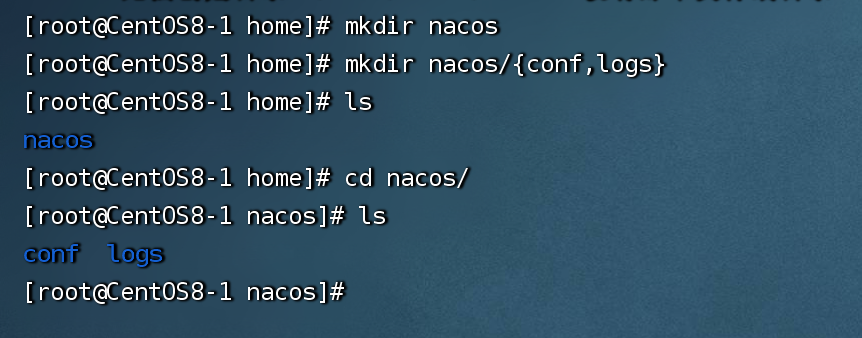 [root@CentOS8-1 home]# mkdir nacos
[root@CentOS8-1 home]# mkdir nacos/{conf,logs}
[root@CentOS8-1 home]# ls
nacos
[root@CentOS8-1 home]# cd nacos/
[root@CentOS8-1 nacos]# ls
conf  logs
[root@CentOS8-1 nacos]#